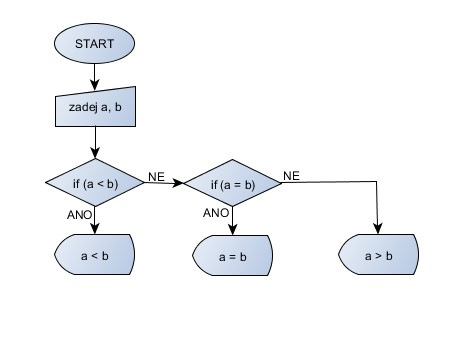 START
zadej a, b
if (a < b)
NE
if (a = b)
NE
ANO
ANO
a < b
a = b
a > b